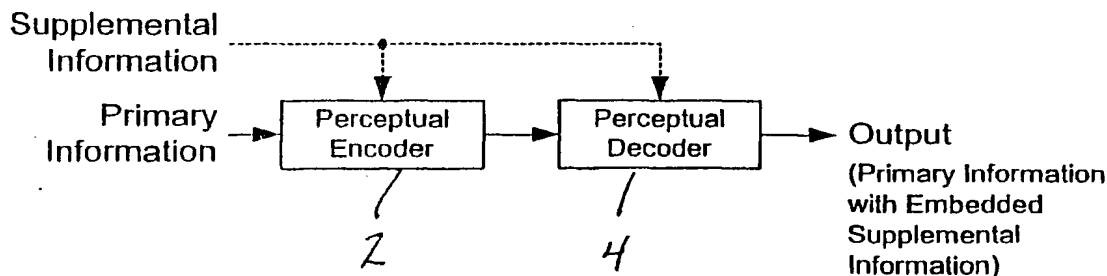 Supplemental
Information
Primary
Information
Perceptual
Encoder
Perceptual
Decoder
Output
(Primary Information
with Embedded
Supplemental
Information)
2
4